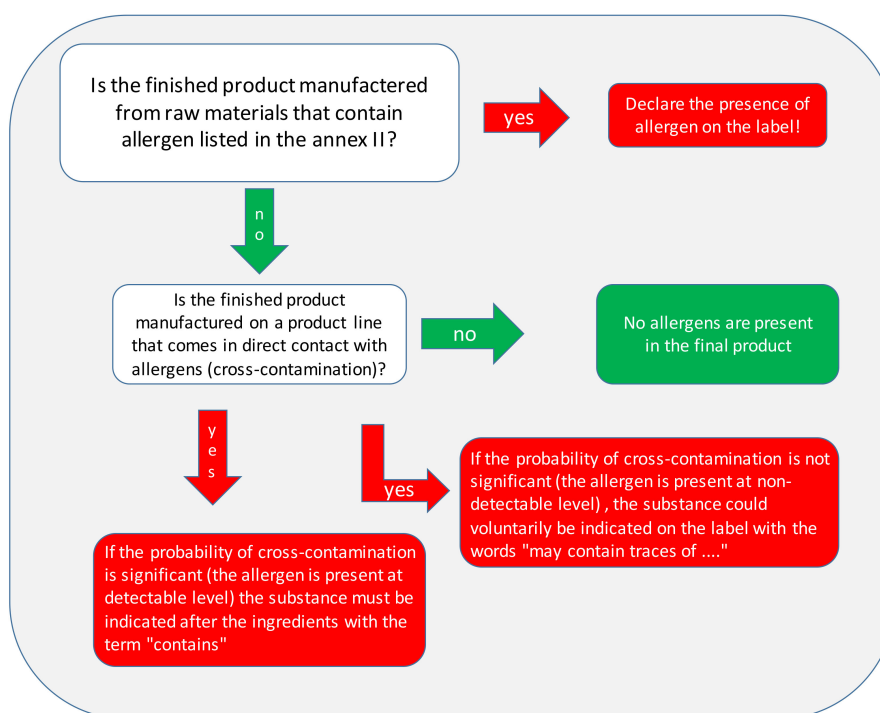 Is the finished product manufactered
from raw materials that contain
allergen listed in the annex II?
yes
Declare the presence of
allergen on the label!
no
Is the finished product
manufactured on a product line
that comes in direct contact with
allergens (cross-contamination)?
no
No allergens are present
in the final product
yes
yes
If the probability of cross-contamination is not
significant (the allergen is present at non-
detectable level) , the substance could
voluntarily be indicated on the label with the
words "may contain traces of ...."
If the probability of cross-contamination
is significant (the allergen is present at
detectable level) the substance must be
indicated after the ingredients with the
term "contains"